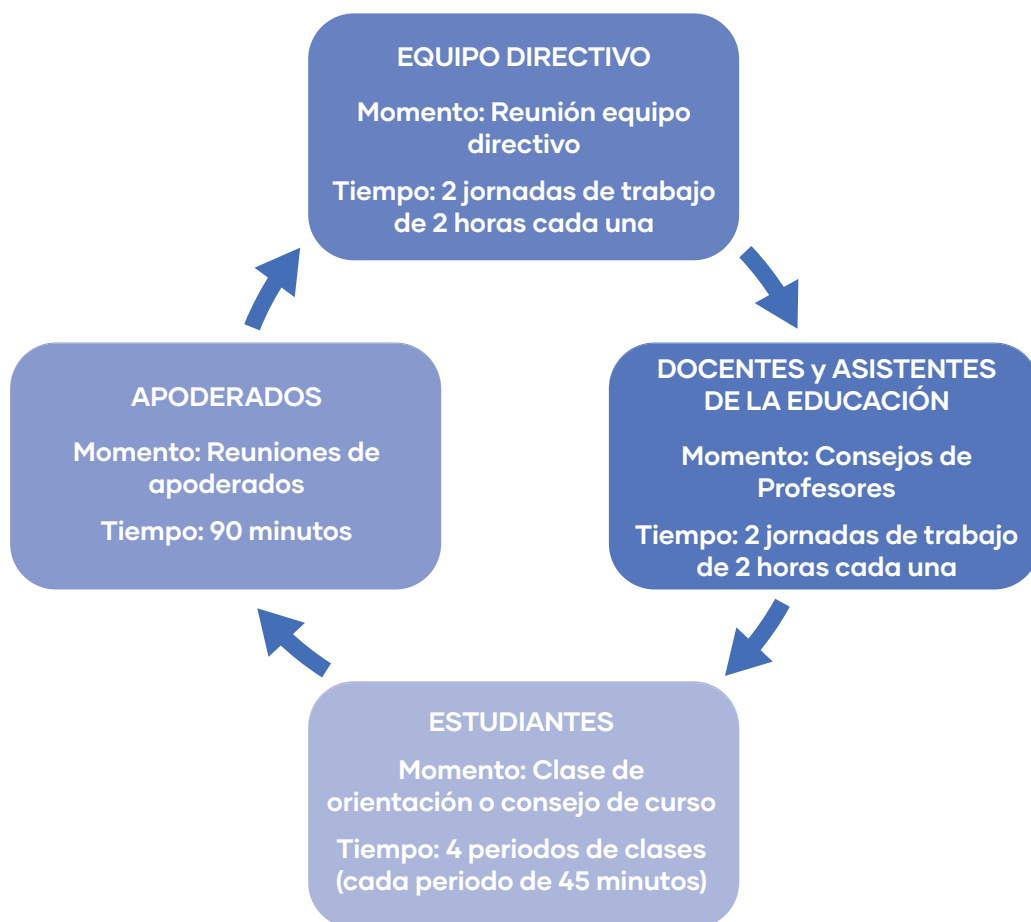 EQUIPO DIRECTIVO
Momento: Reunión equipo
directivo
Tiempo: 2 jornadas de trabajo
de 2 horas cada una
DOCENTES y ASISTENTES
DE LA EDUCACIÓN
Momento: Consejos de
Profesores
Tiempo: 2 jornadas de trabajo
de 2 horas cada una
ESTUDIANTES
Momento: Clase de
orientación o consejo de curso
Tiempo: 4 periodos de clases
(cada periodo de 45 minutos)
APODERADOS
Momento: Reuniones de
apoderados
Tiempo: 90 minutos